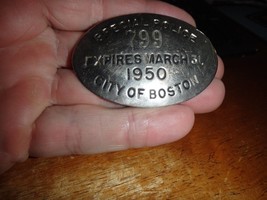 SPECIAL POLICE
299
EXPIRES MARCH 31
1950
CITY OF BOSTON